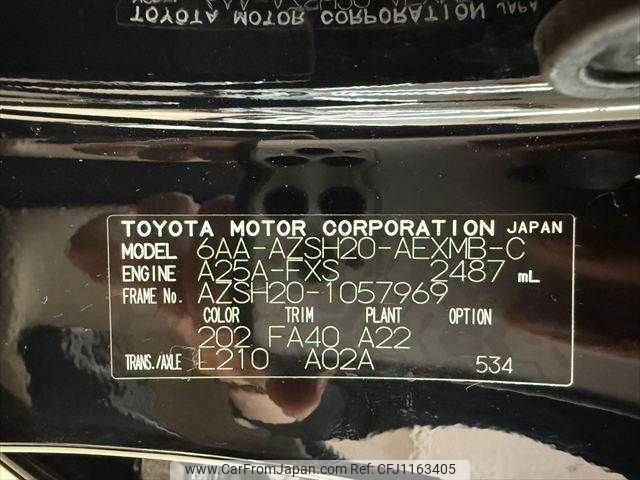 TOYOTA MOTOR CORPORATION JAPAN
TOYOTA MOTOR CORPORATION JAPAN
MODEL 6AA-AZSH20-AEXMB-C
ENGINE A25A-FXS 2487 mL
FRAME No. AZSH20-1057969
COLOR TRIM PLANT OPTION
202 FA40 A22
TRANS./AXLE L210 A02A 534
www.CarFromJapan.com - CFJ1163405